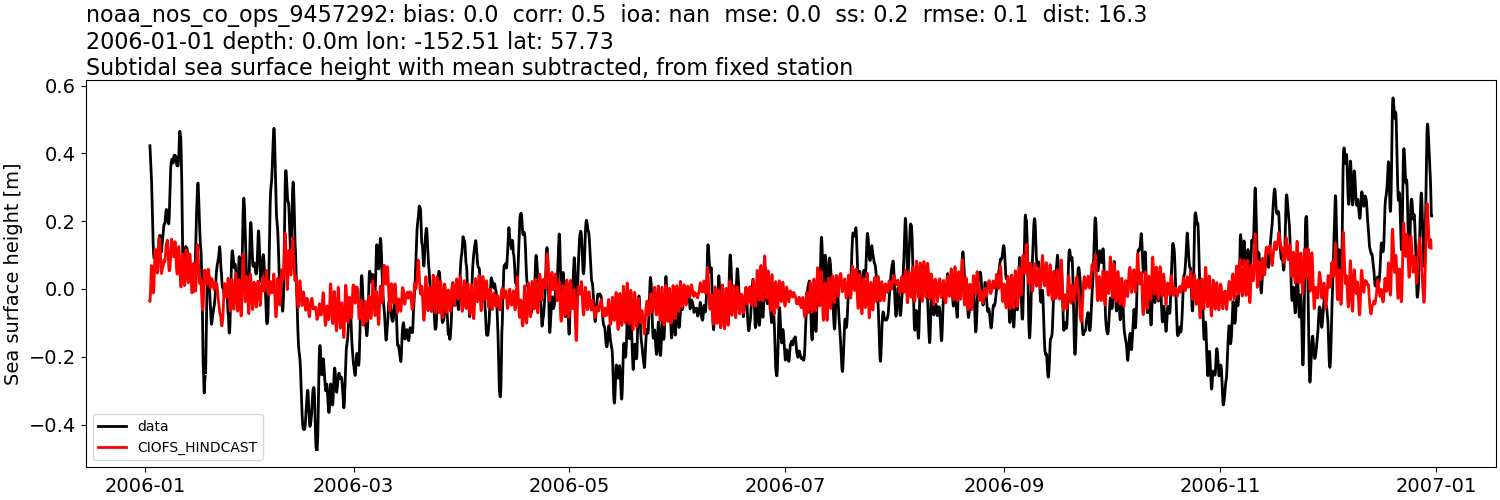 noaa_nos_co_ops_9457292: bias: 0.0  corr: 0.5  ioa: nan  mse: 0.0  ss: 0.2  rmse: 0.1  dist: 16.3
2006-01-01 depth: 0.0m lon: -152.51 lat: 57.73
Subtidal sea surface height with mean subtracted, from fixed station
Sea surface height [m]
0.6
0.4
0.2
0.0
−0.2
−0.4
data
CIOFS_HINDCAST
2006-01 2006-03 2006-05 2006-07 2006-09 2006-11 2007-01